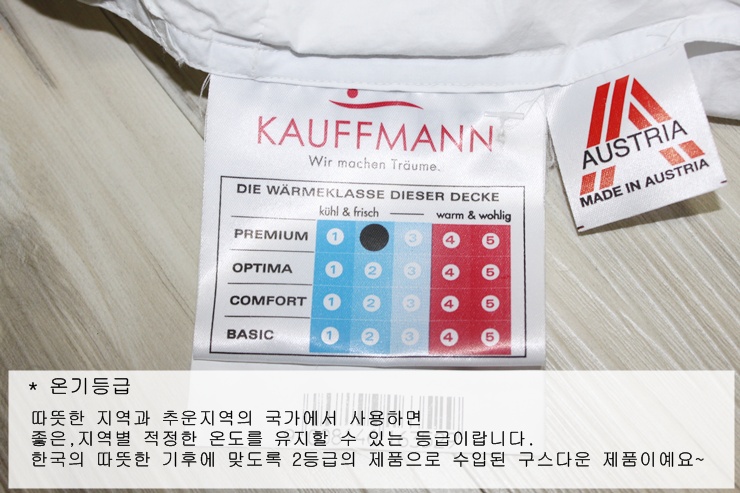 KAUFFMANN
Wir machen Träume.
DIE WÄRMEKLASSE DIESER DECKE
kühl & frisch warm & wohlig
PREMIUM 1 3 4 5
OPTIMA 1 2 3 4 5
COMFORT 1 2 3 4 5
BASIC 1 2 3 4 5
AUSTRIA
MADE IN AUSTRIA
* 온기등급
따뜻한 지역과 추운지역의 국가에서 사용하면
좋은,지역별 적정한 온도를 유지할 수 있는 등급이랍니다.
한국의 따뜻한 기후에 맞도록 2등급의 제품으로 수입된 구스다운 제품이예요~